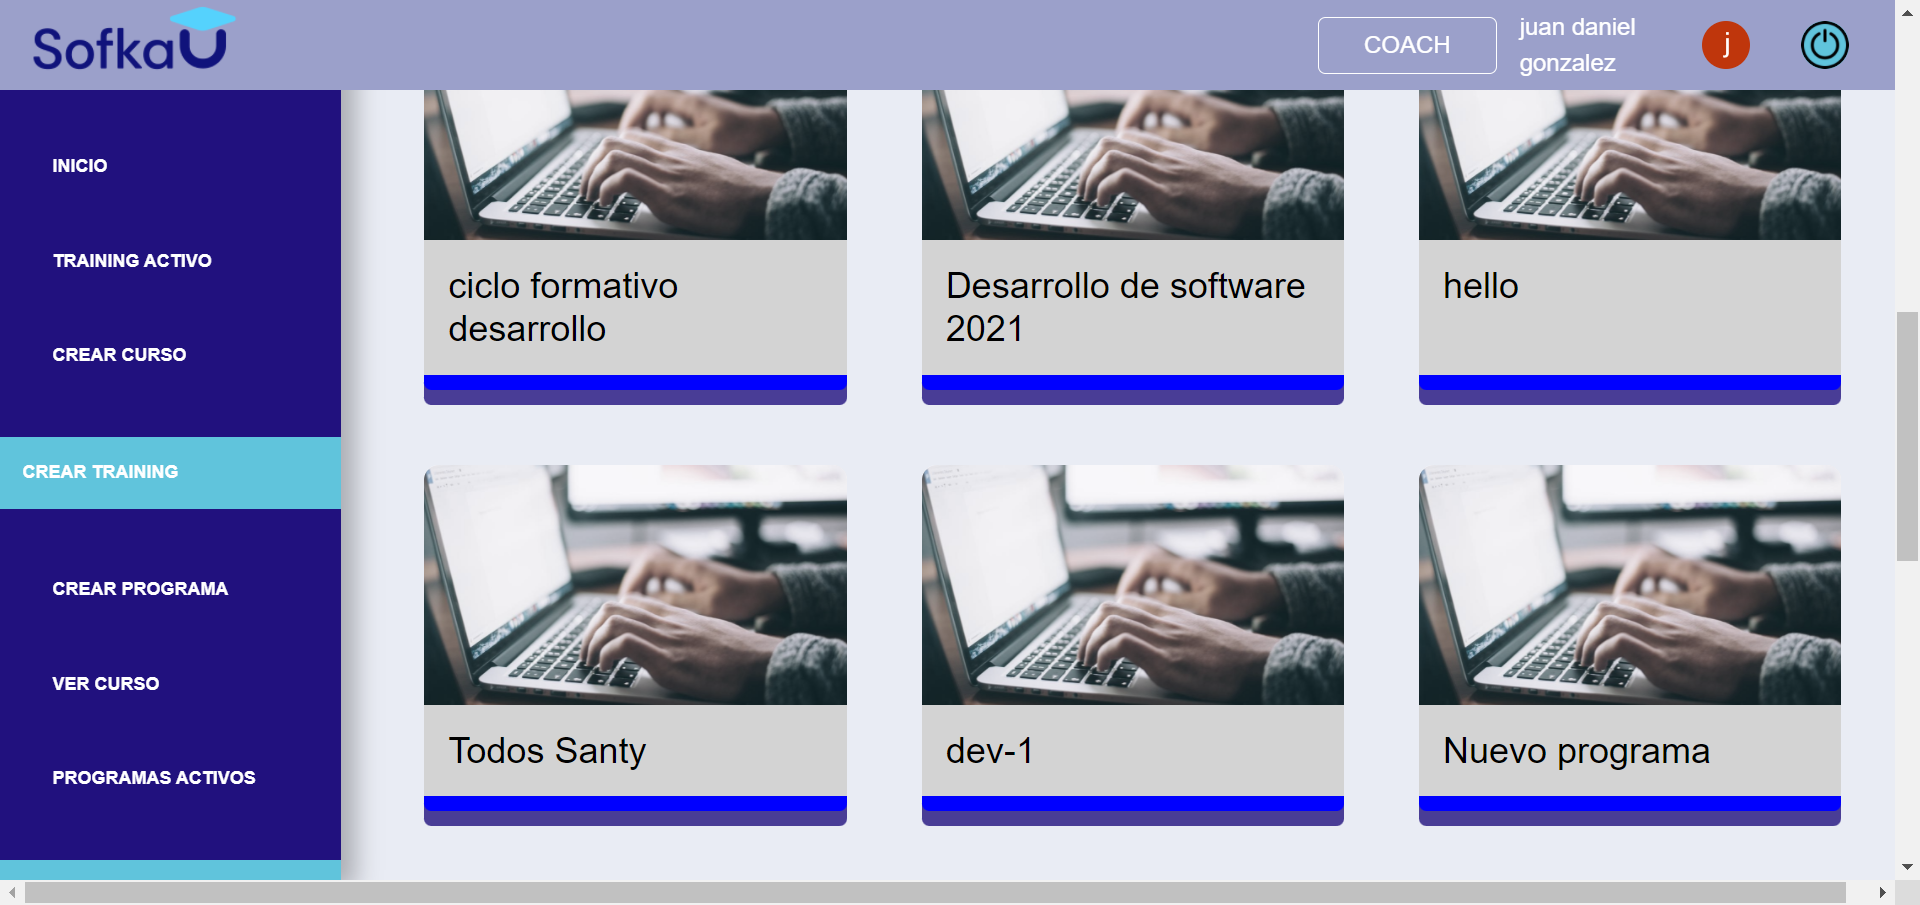 SofkaU
COACH
juan daniel
gonzalez
j
INICIO
TRAINING ACTIVO
CREAR CURSO
CREAR TRAINING
CREAR PROGRAMA
VER CURSO
PROGRAMAS ACTIVOS
ciclo formativo
desarrollo
Desarrollo de software
2021
hello
Todos Santy
dev-1
Nuevo programa